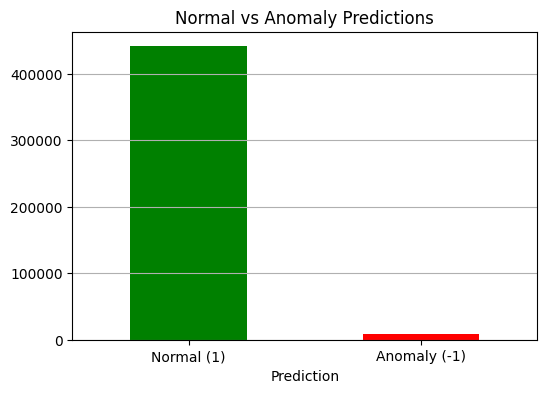 Normal vs Anomaly Predictions
400000
300000
200000
100000
0
Normal (1) Anomaly (-1)
Prediction